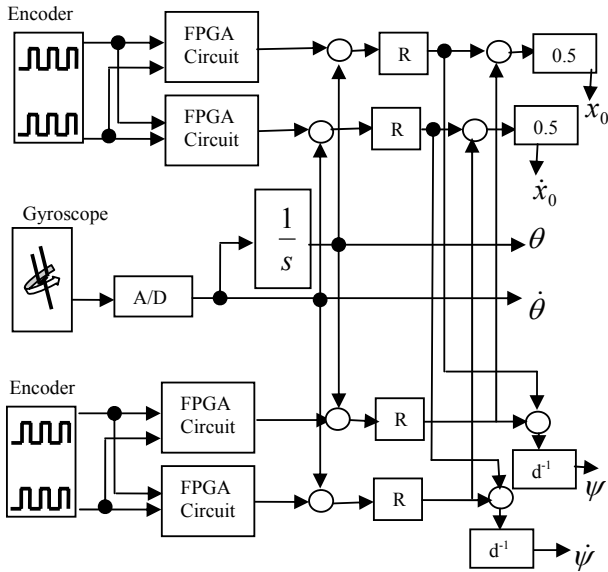 Encoder
FPGA
Circuit
R
0.5
x₀
FPGA
Circuit
R
0.5
ẋ₀
Gyroscope
1
s
θ
A/D
θ̇
Encoder
FPGA
Circuit
R
d⁻¹
ψ
FPGA
Circuit
R
d⁻¹
ψ̇